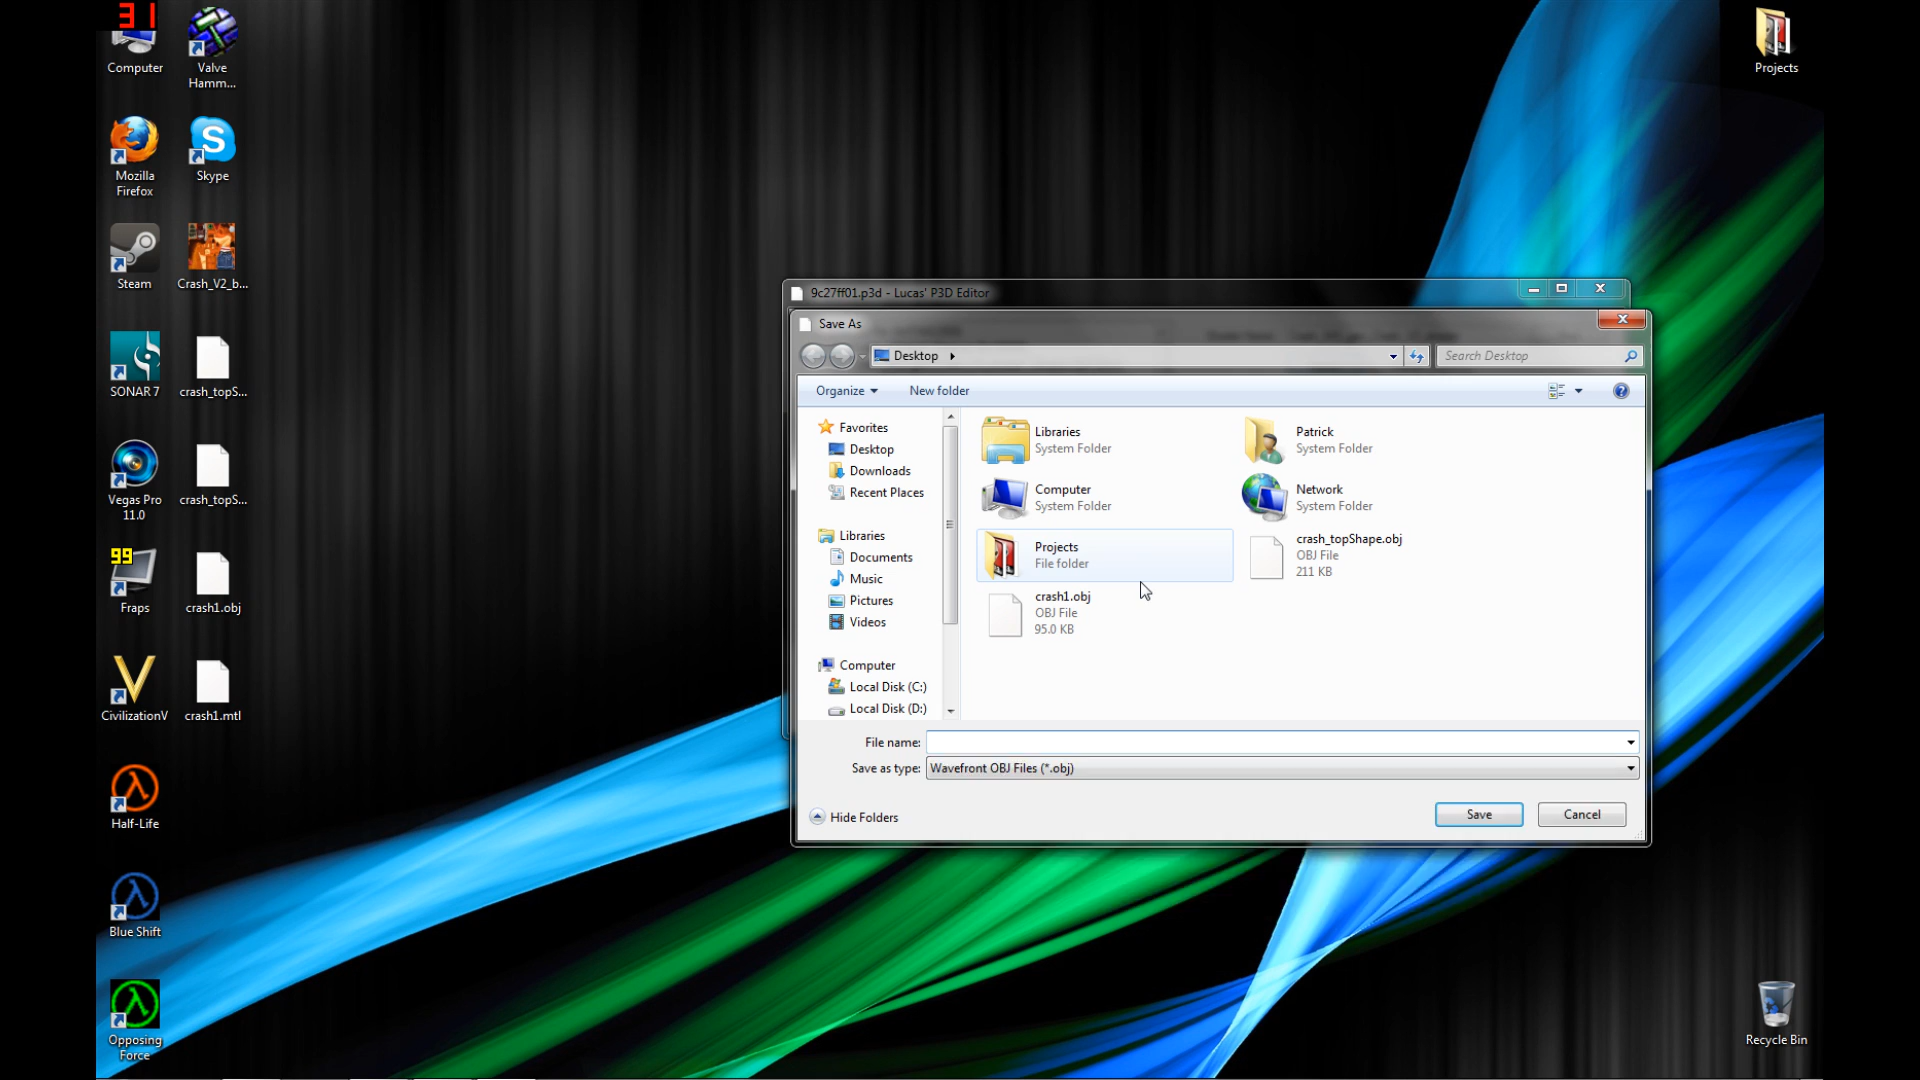 31
Computer
Valve
Hamm...
Projects
Mozilla
Firefox
Skype
Steam
Crash_V2_b...
SONAR 7
crash_topS...
Vegas Pro
11.0
crash_topS...
99
Fraps
crash1.obj
CivilizationV
crash1.mtl
Half-Life
Blue Shift
Opposing
Force
Recycle Bin
9c27ff01.p3d - Lucas' P3D Editor
Save As
Desktop
Search Desktop
Organize
New folder
Favorites
Desktop
Downloads
Recent Places
Libraries
Documents
Music
Pictures
Videos
Computer
Local Disk (C:)
Local Disk (D:)
Libraries
System Folder
Patrick
System Folder
Computer
System Folder
Network
System Folder
Projects
File folder
crash_topShape.obj
OBJ File
211 KB
crash1.obj
OBJ File
95.0 KB
File name:
Save as type:
Wavefront OBJ Files (*.obj)
Hide Folders
Save
Cancel